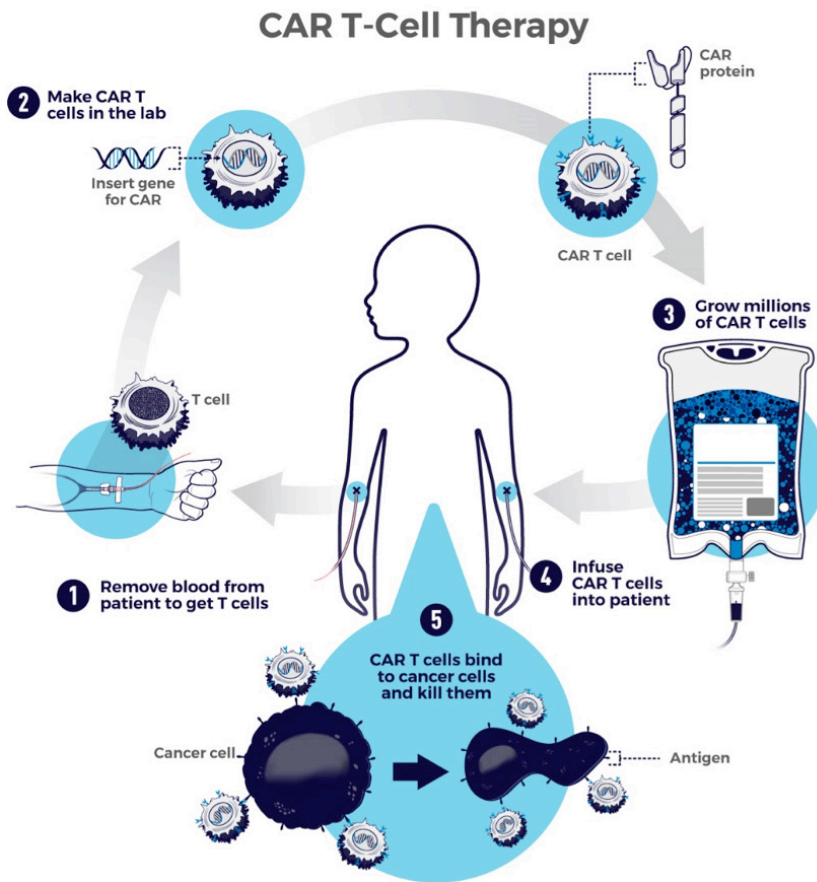 CAR T-Cell Therapy
CAR
protein
2 Make CAR T
cells in the lab
Insert gene
for CAR
CAR T cell
3 Grow millions
of CAR T cells
T cell
1 Remove blood from
patient to get T cells
4 Infuse
CAR T cells
into patient
5
CAR T cells bind
to cancer cells
and kill them
Cancer cell
Antigen